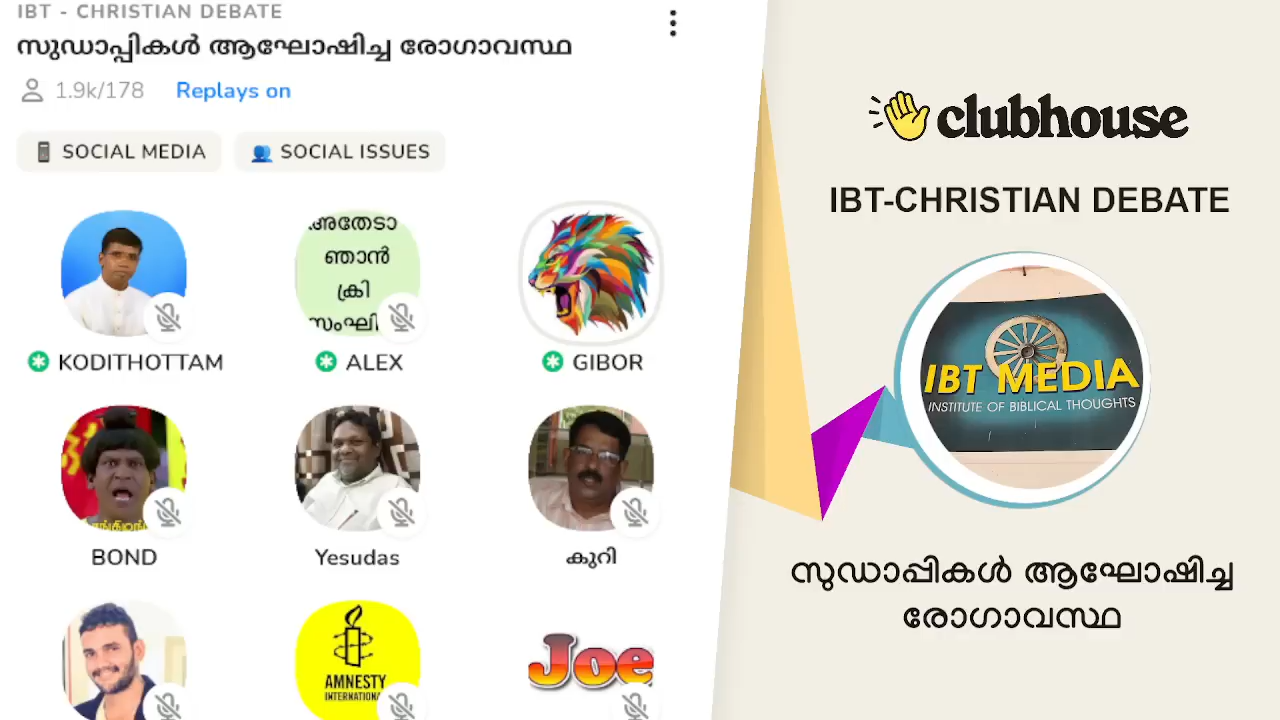 IBT - CHRISTIAN DEBATE
സുഡാപ്പികൾ ആഘോഷിച്ച രോഗാവസ്ഥ
1.9k/178 Replays on
SOCIAL MEDIA SOCIAL ISSUES
അതേടാ
ഞാൻ
ക്രി
സംഘി
KODITHOTTAM ALEX GIBOR
BOND Yesudas കുറി
AMNESTY
INTERNATIONAL
Joe
clubhouse
IBT-CHRISTIAN DEBATE
IBT MEDIA
INSTITUTE OF BIBLICAL THOUGHTS
സുഡാപ്പികൾ ആഘോഷിച്ച
രോഗാവസ്ഥ